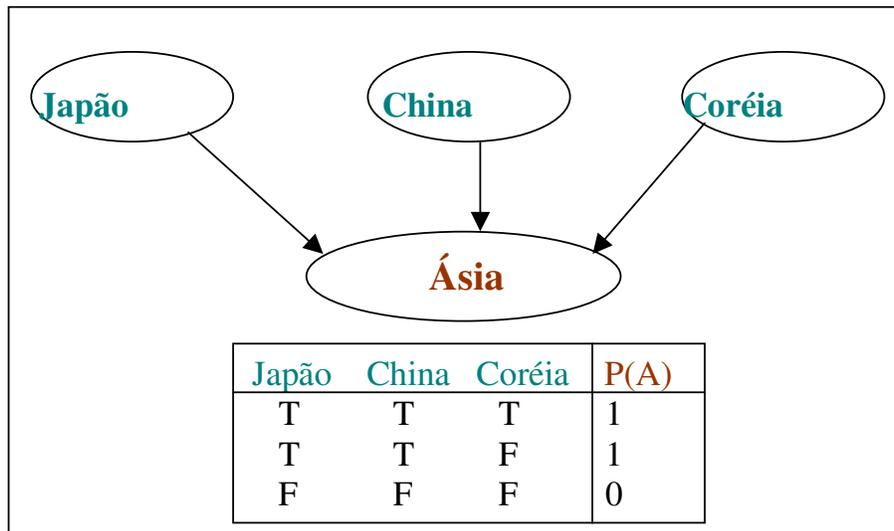 Japão China Coréia
Ásia
Japão China Coréia P(A)
T T T 1
T T F 1
F F F 0